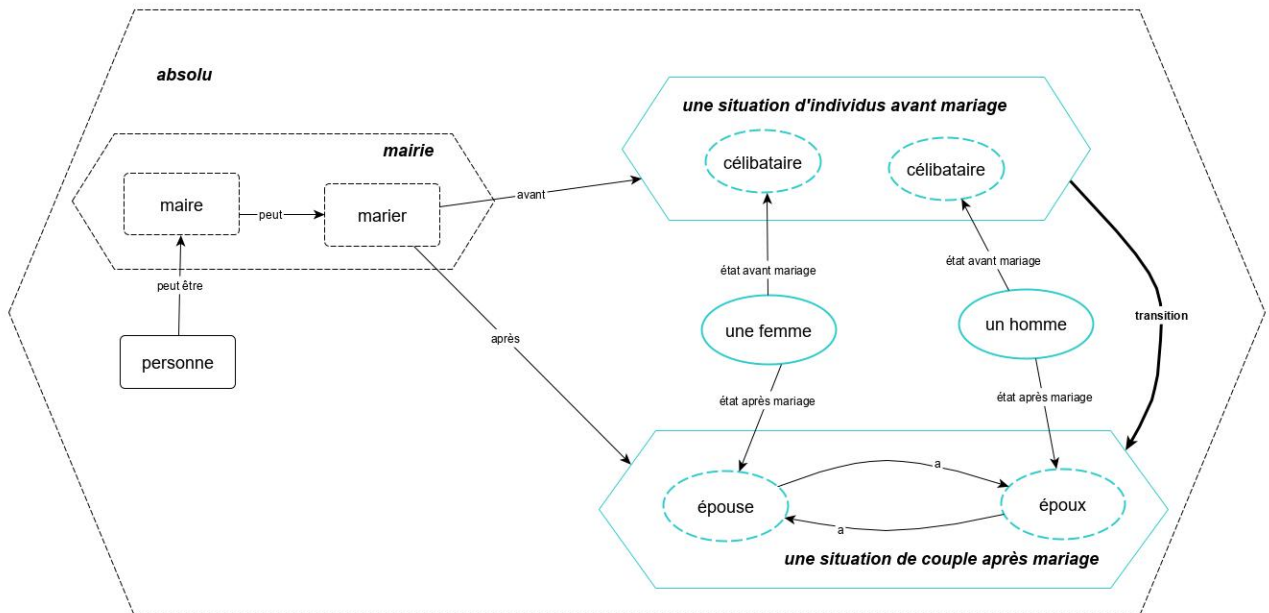 absolu
une situation d'individus avant mariage
mairie
célibataire
célibataire
maire
peut
marier
avant
état avant mariage
état avant mariage
peut être
une femme
un homme
transition
personne
après
état après mariage
état après mariage
a
épouse
époux
a
une situation de couple après mariage